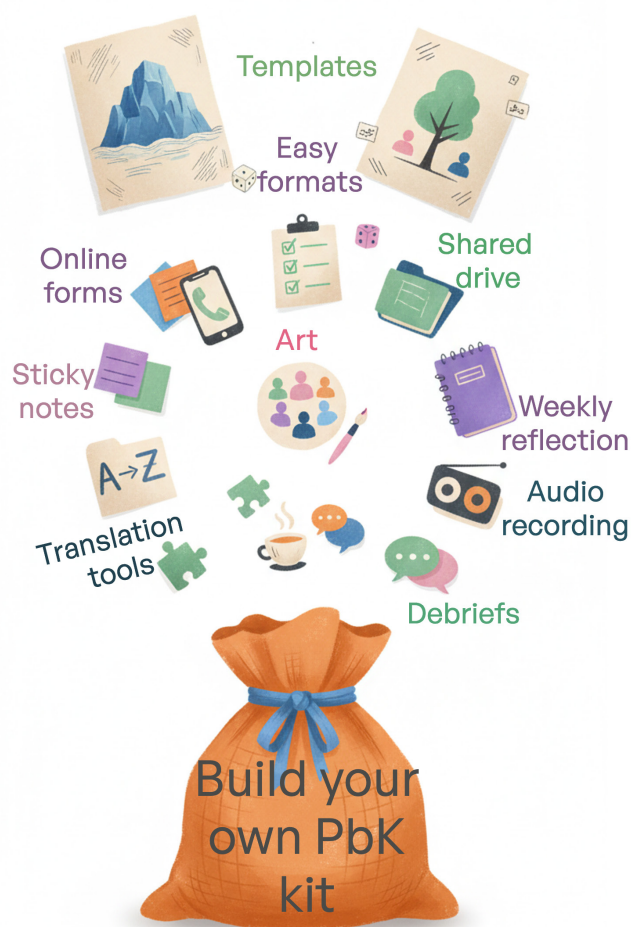 Templates
Easy
formats
Online
forms
Shared
drive
Art
Sticky
notes
Weekly
reflection
A→Z
Audio
recording
Translation
tools
Debriefs
Build your
own PbK
kit